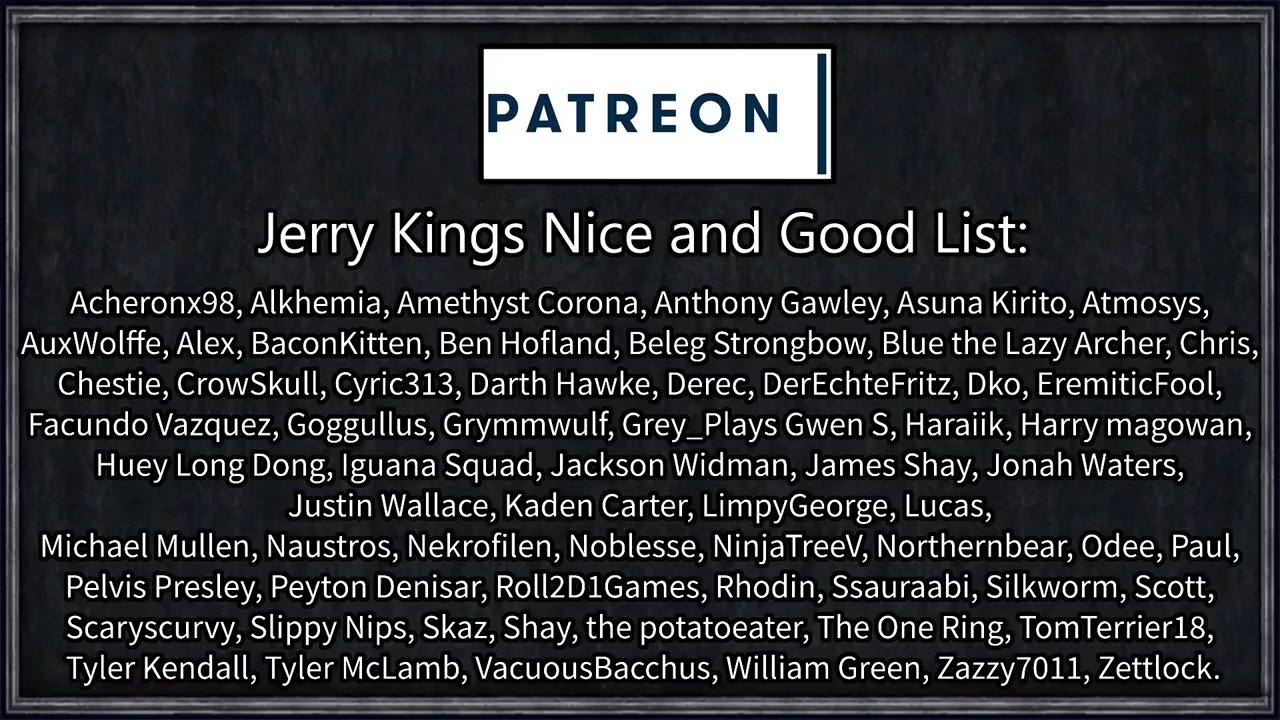 PATREON
Jerry Kings Nice and Good List:
Acheronx98, Alkhemia, Amethyst Corona, Anthony Gawley, Asuna Kirito, Atmosys,
AuxWolffe, Alex, BaconKitten, Ben Hofland, Beleg Strongbow, Blue the Lazy Archer, Chris,
Chestie, CrowSkull, Cyric313, Darth Hawke, Derec, DerEchteFritz, Dko, EremiticFool,
Facundo Vazquez, Goggullus, Grymmwulf, Grey_Plays Gwen S, Haraiik, Harry magowan,
Huey Long Dong, Iguana Squad, Jackson Widman, James Shay, Jonah Waters,
Justin Wallace, Kaden Carter, LimpyGeorge, Lucas,
Michael Mullen, Naustros, Nekrofilen, Noblesse, NinjaTreeV, Northernbear, Odee, Paul,
Pelvis Presley, Peyton Denisar, Roll2D1Games, Rhodin, Ssauraabi, Silkworm, Scott,
Scaryscurvy, Slippy Nips, Skaz, Shay, the potatoeater, The One Ring, TomTerrier18,
Tyler Kendall, Tyler McLamb, VacuousBacchus, William Green, Zazzy7011, Zettlock.